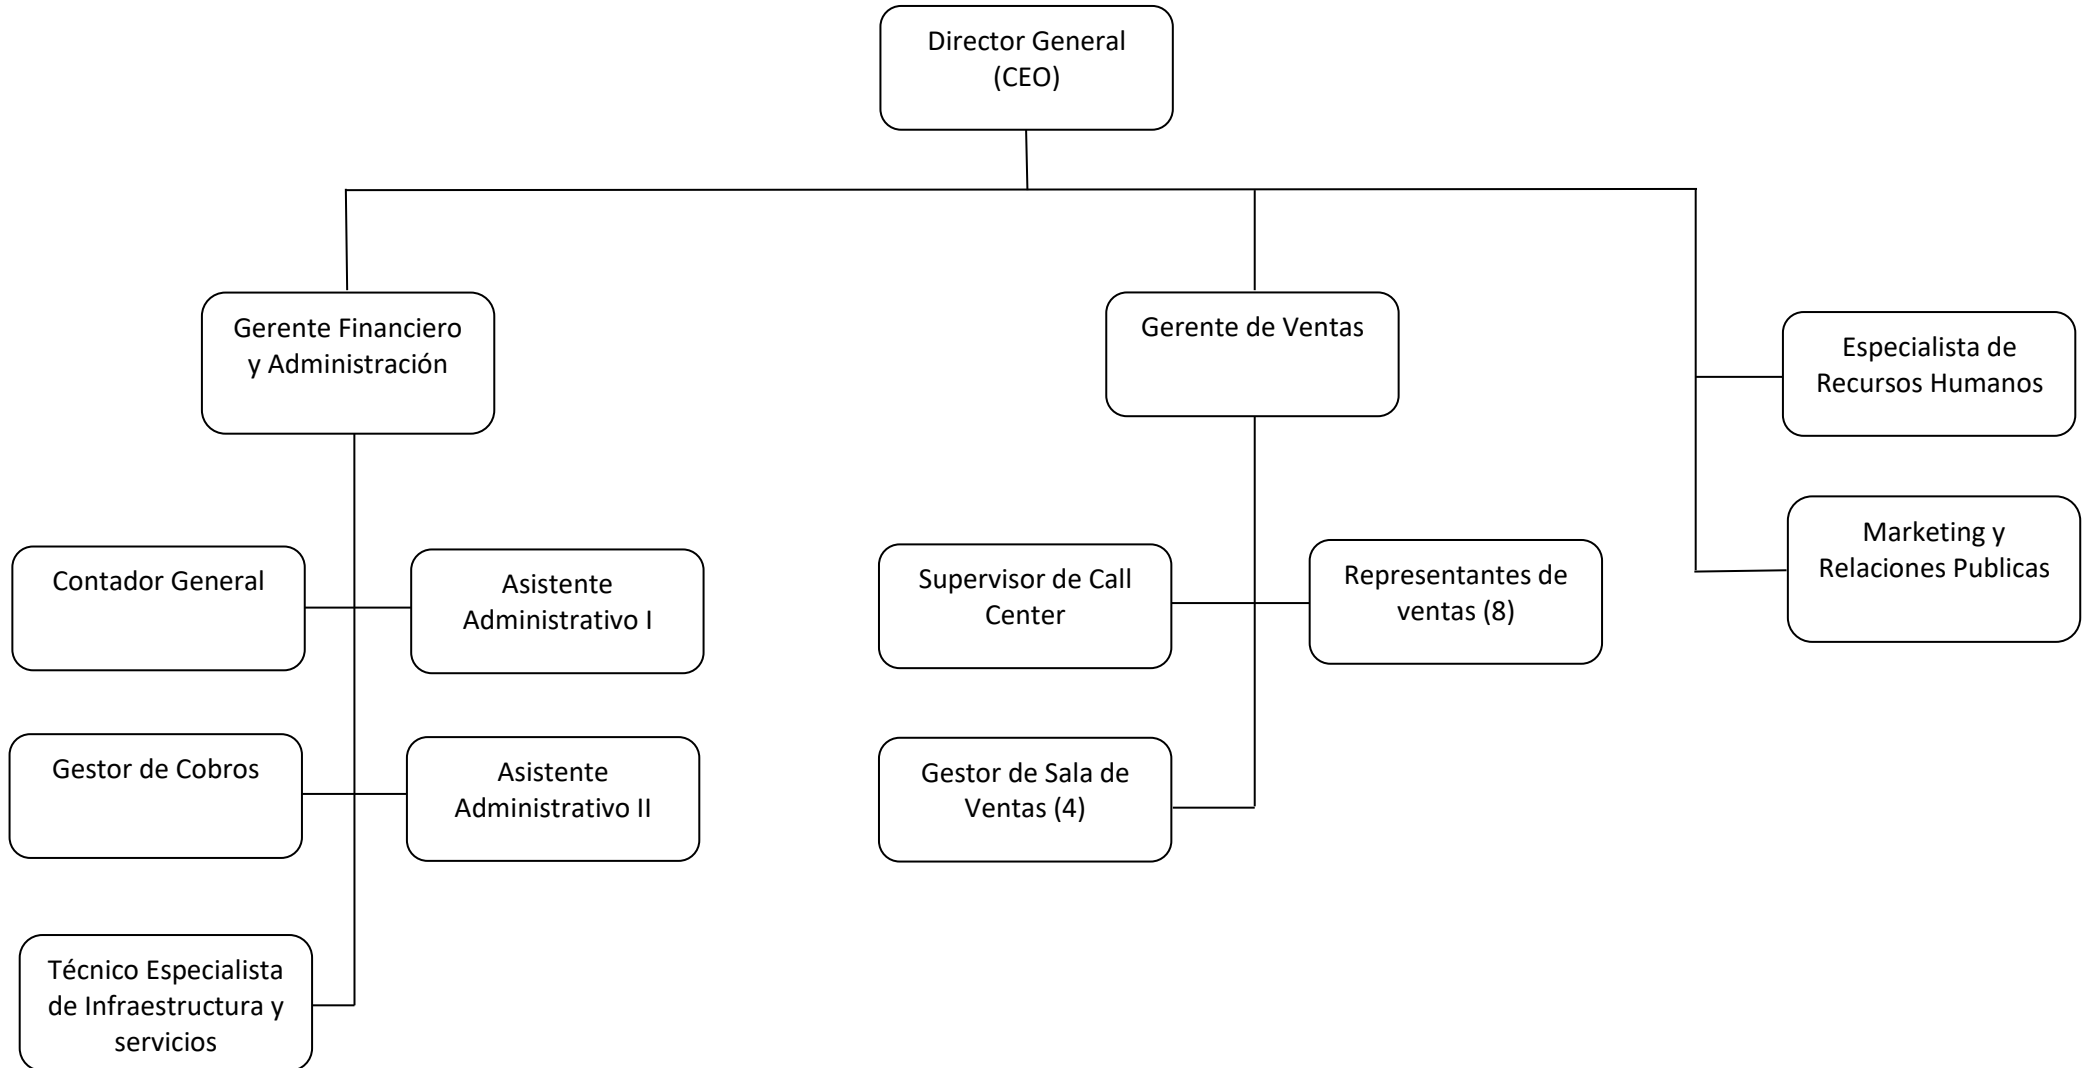 Director General
(CEO)
Gerente Financiero
y Administración
Gerente de Ventas
Especialista de
Recursos Humanos
Marketing y
Relaciones Publicas
Contador General
Asistente
Administrativo I
Supervisor de Call
Center
Representantes de
ventas (8)
Gestor de Cobros
Asistente
Administrativo II
Gestor de Sala de
Ventas (4)
Técnico Especialista
de Infraestructura y
servicios